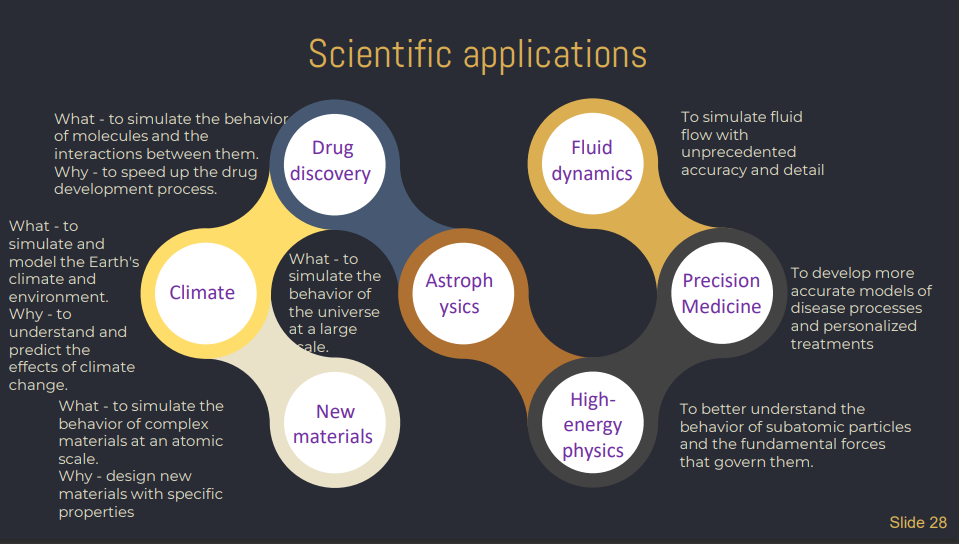 Scientific applications
What - to simulate the behavior
of molecules and the
interactions between them.
Why - to speed up the drug
development process.
Drug
discovery
Fluid
dynamics
To simulate fluid
flow with
unprecedented
accuracy and detail
What - to
simulate and
model the Earth's
climate and
environment.
Why - to
understand and
predict the
effects of climate
change.
Climate
What - to
simulate the
behavior of
the universe
at a large
scale.
Astroph
ysics
Precision
Medicine
To develop more
accurate models of
disease processes
and personalized
treatments
What - to simulate the
behavior of complex
materials at an atomic
scale.
Why - design new
materials with specific
properties
New
materials
High-
energy
physics
To better understand the
behavior of subatomic particles
and the fundamental forces
that govern them.
Slide 28